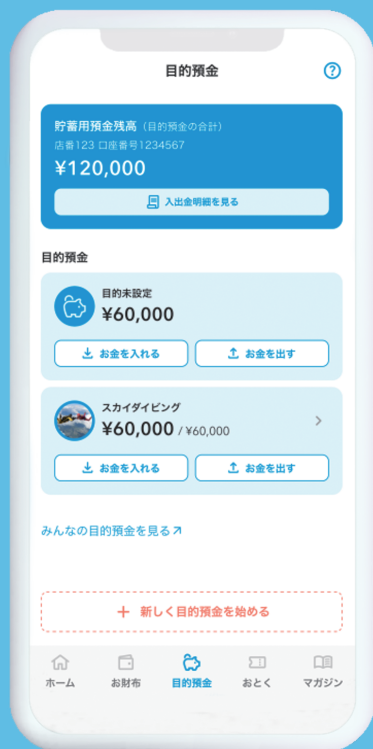 目的預金
?
貯蓄用預金残高（目的預金の合計）
店番123 口座番号1234567
¥120,000
入出金明細を見る
目的預金
目的未設定
¥60,000
お金を入れる
お金を出す
スカイダイビング
¥60,000 / ¥60,000
お金を入れる
お金を出す
みんなの目的預金を見る
新しく目的預金を始める
ホーム
お財布
目的預金
おとく
マガジン